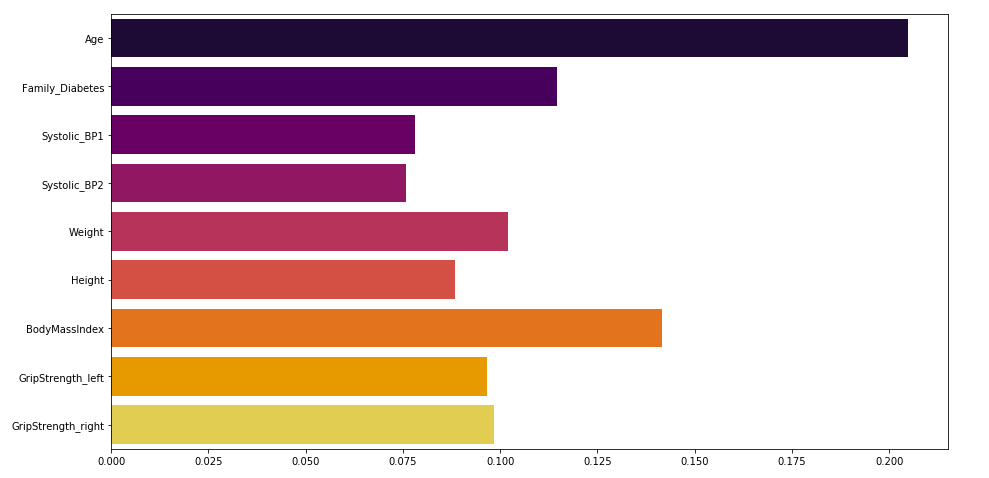 Age
Family_Diabetes
Systolic_BP1
Systolic_BP2
Weight
Height
BodyMassIndex
GripStrength_left
GripStrength_right
0.000 0.025 0.050 0.075 0.100 0.125 0.150 0.175 0.200